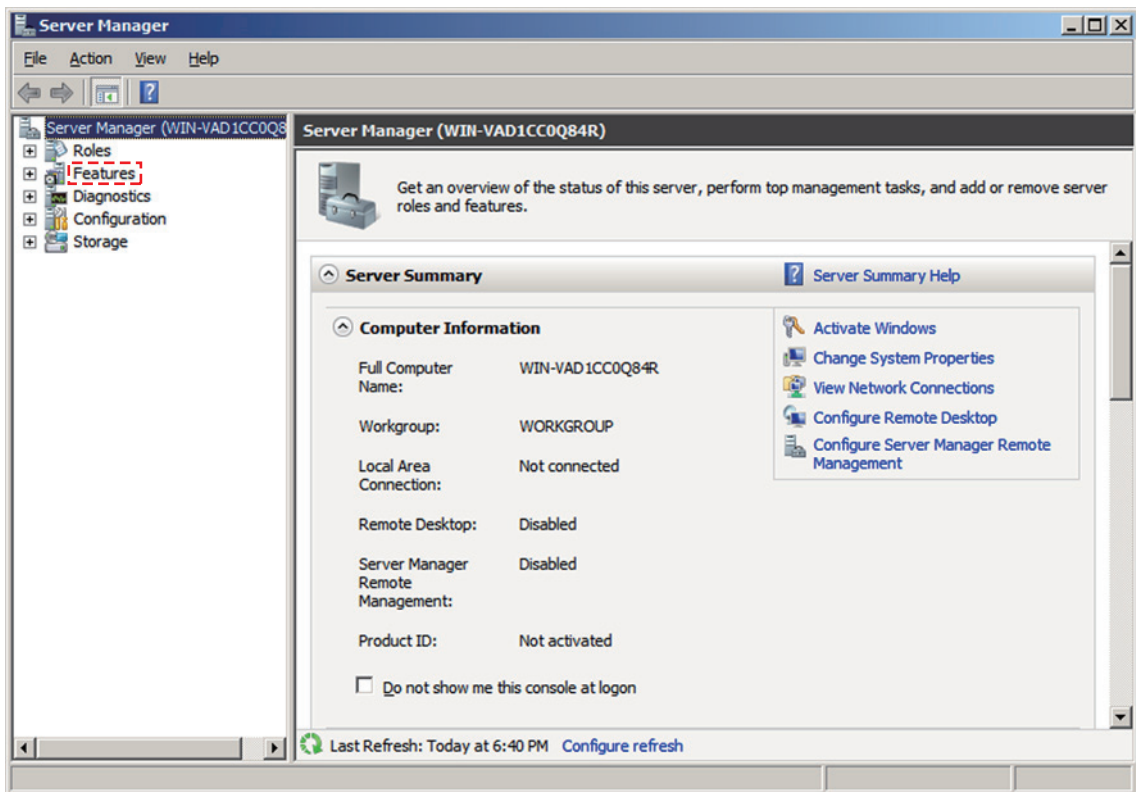 Server Manager
File Action View Help
Server Manager (WIN-VAD1CC0Q8
Roles
Features
Diagnostics
Configuration
Storage
Server Manager (WIN-VAD1CC0Q84R)
Get an overview of the status of this server, perform top management tasks, and add or remove server
roles and features.
Server Summary
Server Summary Help
Computer Information
Full Computer
Name:
WIN-VAD1CC0Q84R
Workgroup:
WORKGROUP
Local Area
Connection:
Not connected
Remote Desktop:
Disabled
Server Manager
Remote
Management:
Disabled
Product ID:
Not activated
Do not show me this console at logon
Activate Windows
Change System Properties
View Network Connections
Configure Remote Desktop
Configure Server Manager Remote
Management
Last Refresh: Today at 6:40 PM Configure refresh